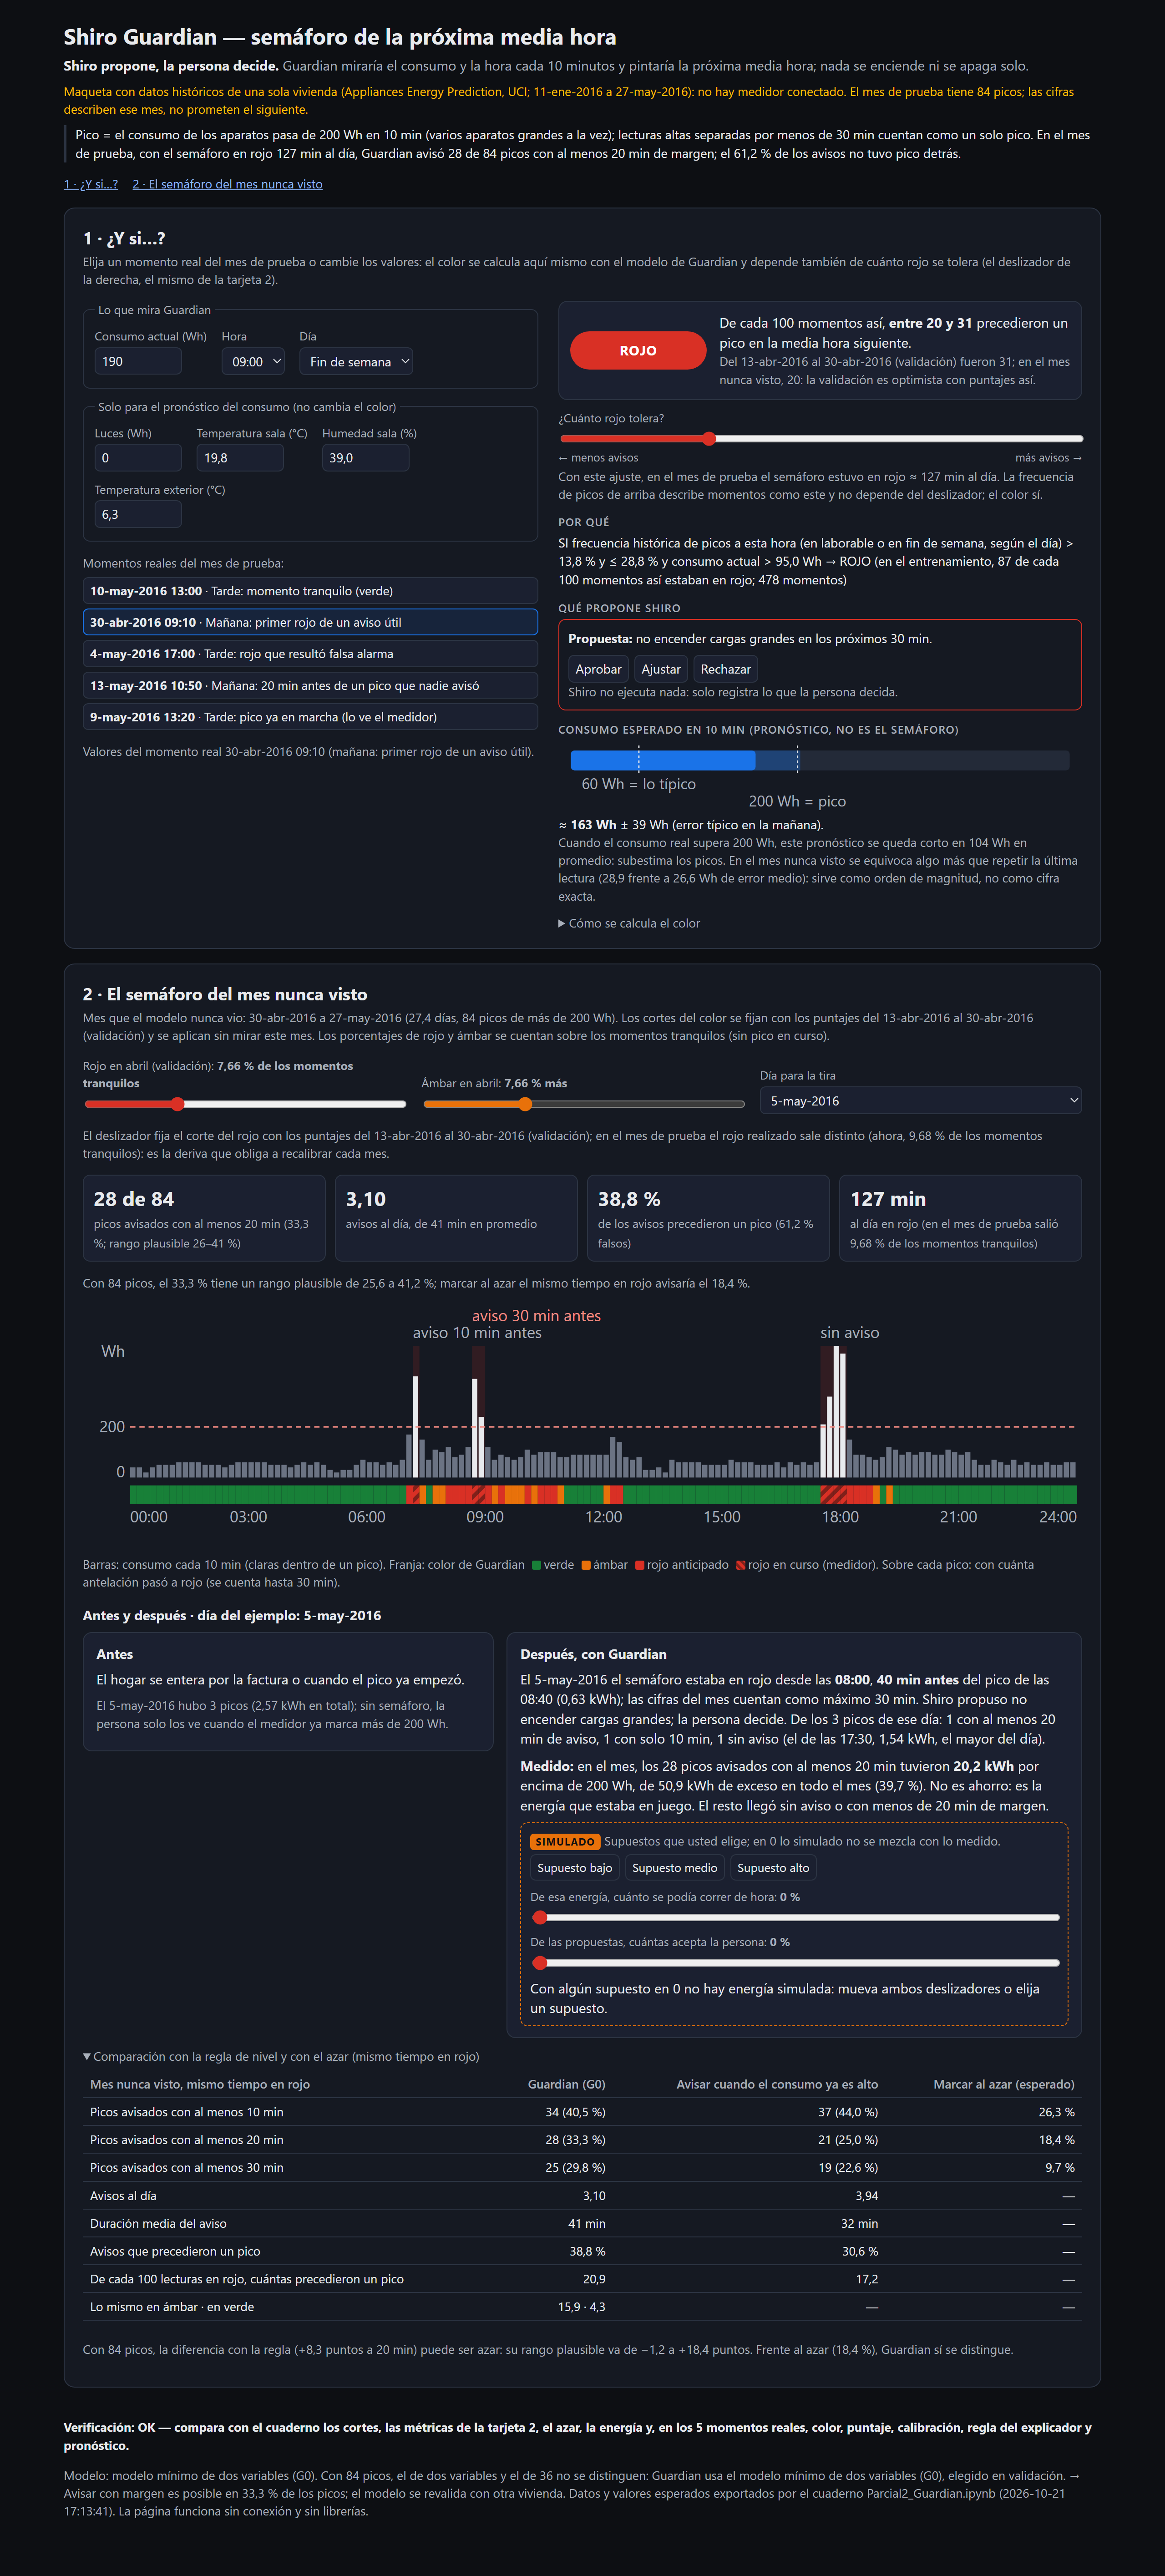 Shiro Guardian — semáforo de la próxima media hora
Shiro propone, la persona decide. Guardian miraría el consumo y la hora cada 10 minutos y pintaría la próxima media hora; nada se enciende ni se apaga solo.
Maqueta con datos históricos de una sola vivienda (Appliances Energy Prediction, UCI; 11-ene-2016 a 27-may-2016): no hay medidor conectado. El mes de prueba tiene 84 picos; las cifras
describen ese mes, no prometen el siguiente.
Pico = el consumo de los aparatos pasa de 200 Wh en 10 min (varios aparatos grandes a la vez); lecturas altas separadas por menos de 30 min cuentan como un solo pico. En el mes
de prueba, con el semáforo en rojo 127 min al día, Guardian avisó 28 de 84 picos con al menos 20 min de margen; el 61,2 % de los avisos no tuvo pico detrás.
1 · ¿Y si...?
2 · El semáforo del mes nunca visto
1 · ¿Y si...?
Elija un momento real del mes de prueba o cambie los valores: el color se calcula aquí mismo con el modelo de Guardian y depende también de cuánto rojo se tolera (el deslizador de
la derecha, el mismo de la tarjeta 2).
Lo que mira Guardian
Consumo actual (Wh)
Hora
Día
190
09:00
Fin de semana
Solo para el pronóstico del consumo (no cambia el color)
Luces (Wh)
Temperatura sala (°C)
Humedad sala (%)
0
19,8
39,0
Temperatura exterior (°C)
6,3
Momentos reales del mes de prueba:
10-may-2016 13:00 · Tarde: momento tranquilo (verde)
30-abr-2016 09:10 · Mañana: primer rojo de un aviso útil
4-may-2016 17:00 · Tarde: rojo que resultó falsa alarma
13-may-2016 10:50 · Mañana: 20 min antes de un pico que nadie avisó
9-may-2016 13:20 · Tarde: pico ya en marcha (lo ve el medidor)
Valores del momento real 30-abr-2016 09:10 (mañana: primer rojo de un aviso útil).
ROJO
De cada 100 momentos así, entre 20 y 31 precedieron un
pico en la media hora siguiente.
Del 13-abr-2016 al 30-abr-2016 (validación) fueron 31; en el mes
nunca visto, 20: la validación es optimista con puntajes así.
¿Cuánto rojo tolera?
← menos avisos
más avisos →
Con este ajuste, en el mes de prueba el semáforo estuvo en rojo ≈ 127 min al día. La frecuencia
de picos de arriba describe momentos como este y no depende del deslizador; el color sí.
POR QUÉ
SI frecuencia histórica de picos a esta hora (en laborable o en fin de semana, según el día) >
13,8 % y ≤ 28,8 % y consumo actual > 95,0 Wh → ROJO (en el entrenamiento, 87 de cada
100 momentos así estaban en rojo; 478 momentos)
QUÉ PROPONE SHIRO
Propuesta: no encender cargas grandes en los próximos 30 min.
Aprobar
Ajustar
Rechazar
Shiro no ejecuta nada: solo registra lo que la persona decida.
CONSUMO ESPERADO EN 10 MIN (PRONÓSTICO, NO ES EL SEMÁFORO)
60 Wh = lo típico
200 Wh = pico
≈ 163 Wh ± 39 Wh (error típico en la mañana).
Cuando el consumo real supera 200 Wh, este pronóstico se queda corto en 104 Wh en
promedio: subestima los picos. En el mes nunca visto se equivoca algo más que repetir la última
lectura (28,9 frente a 26,6 Wh de error medio): sirve como orden de magnitud, no como cifra
exacta.
▶ Cómo se calcula el color
2 · El semáforo del mes nunca visto
Mes que el modelo nunca vio: 30-abr-2016 a 27-may-2016 (27,4 días, 84 picos de más de 200 Wh). Los cortes del color se fijan con los puntajes del 13-abr-2016 al 30-abr-2016
(validación) y se aplican sin mirar este mes. Los porcentajes de rojo y ámbar se cuentan sobre los momentos tranquilos (sin pico en curso).
Rojo en abril (validación): 7,66 % de los momentos
tranquilos
Ámbar en abril: 7,66 % más
Día para la tira
5-may-2016
El deslizador fija el corte del rojo con los puntajes del 13-abr-2016 al 30-abr-2016 (validación); en el mes de prueba el rojo realizado sale distinto (ahora, 9,68 % de los momentos
tranquilos): es la deriva que obliga a recalibrar cada mes.
28 de 84
picos avisados con al menos 20 min (33,3
%; rango plausible 26–41 %)
3,10
avisos al día, de 41 min en promedio
38,8 %
de los avisos precedieron un pico (61,2 %
falsos)
127 min
al día en rojo (en el mes de prueba salió
9,68 % de los momentos tranquilos)
Con 84 picos, el 33,3 % tiene un rango plausible de 25,6 a 41,2 %; marcar al azar el mismo tiempo en rojo avisaría el 18,4 %.
aviso 30 min antes
aviso 10 min antes
sin aviso
Wh
200
0
00:00
03:00
06:00
09:00
12:00
15:00
18:00
21:00
24:00
Barras: consumo cada 10 min (claras dentro de un pico). Franja: color de Guardian verde ámbar rojo anticipado rojo en curso (medidor). Sobre cada pico: con cuánta
antelación pasó a rojo (se cuenta hasta 30 min).
Antes y después · día del ejemplo: 5-may-2016
Antes
El hogar se entera por la factura o cuando el pico ya empezó.
El 5-may-2016 hubo 3 picos (2,57 kWh en total); sin semáforo, la
persona solo los ve cuando el medidor ya marca más de 200 Wh.
Después, con Guardian
El 5-may-2016 el semáforo estaba en rojo desde las 08:00, 40 min antes del pico de las
08:40 (0,63 kWh); las cifras del mes cuentan como máximo 30 min. Shiro propuso no
encender cargas grandes; la persona decide. De los 3 picos de ese día: 1 con al menos 20
min de aviso, 1 con solo 10 min, 1 sin aviso (el de las 17:30, 1,54 kWh, el mayor del día).
Medido: en el mes, los 28 picos avisados con al menos 20 min tuvieron 20,2 kWh por
encima de 200 Wh, de 50,9 kWh de exceso en todo el mes (39,7 %). No es ahorro: es la
energía que estaba en juego. El resto llegó sin aviso o con menos de 20 min de margen.
SIMULADO Supuestos que usted elige; en 0 lo simulado no se mezcla con lo medido.
Supuesto bajo
Supuesto medio
Supuesto alto
De esa energía, cuánto se podía correr de hora: 0 %
De las propuestas, cuántas acepta la persona: 0 %
Con algún supuesto en 0 no hay energía simulada: mueva ambos deslizadores o elija
un supuesto.
▼ Comparación con la regla de nivel y con el azar (mismo tiempo en rojo)
Mes nunca visto, mismo tiempo en rojo Guardian (G0) Avisar cuando el consumo ya es alto Marcar al azar (esperado)
Picos avisados con al menos 10 min 34 (40,5 %) 37 (44,0 %) 26,3 %
Picos avisados con al menos 20 min 28 (33,3 %) 21 (25,0 %) 18,4 %
Picos avisados con al menos 30 min 25 (29,8 %) 19 (22,6 %) 9,7 %
Avisos al día 3,10 3,94 —
Duración media del aviso 41 min 32 min —
Avisos que precedieron un pico 38,8 % 30,6 % —
De cada 100 lecturas en rojo, cuántas precedieron un pico 20,9 17,2 —
Lo mismo en ámbar · en verde 15,9 · 4,3 — —
Con 84 picos, la diferencia con la regla (+8,3 puntos a 20 min) puede ser azar: su rango plausible va de −1,2 a +18,4 puntos. Frente al azar (18,4 %), Guardian sí se distingue.
Verificación: OK — compara con el cuaderno los cortes, las métricas de la tarjeta 2, el azar, la energía y, en los 5 momentos reales, color, puntaje, calibración, regla del explicador y
pronóstico.
Modelo: modelo mínimo de dos variables (G0). Con 84 picos, el de dos variables y el de 36 no se distinguen: Guardian usa el modelo mínimo de dos variables (G0), elegido en validación. →
Avisar con margen es posible en 33,3 % de los picos; el modelo se revalida con otra vivienda. Datos y valores esperados exportados por el cuaderno Parcial2_Guardian.ipynb (2026-10-21
17:13:41). La página funciona sin conexión y sin librerías.